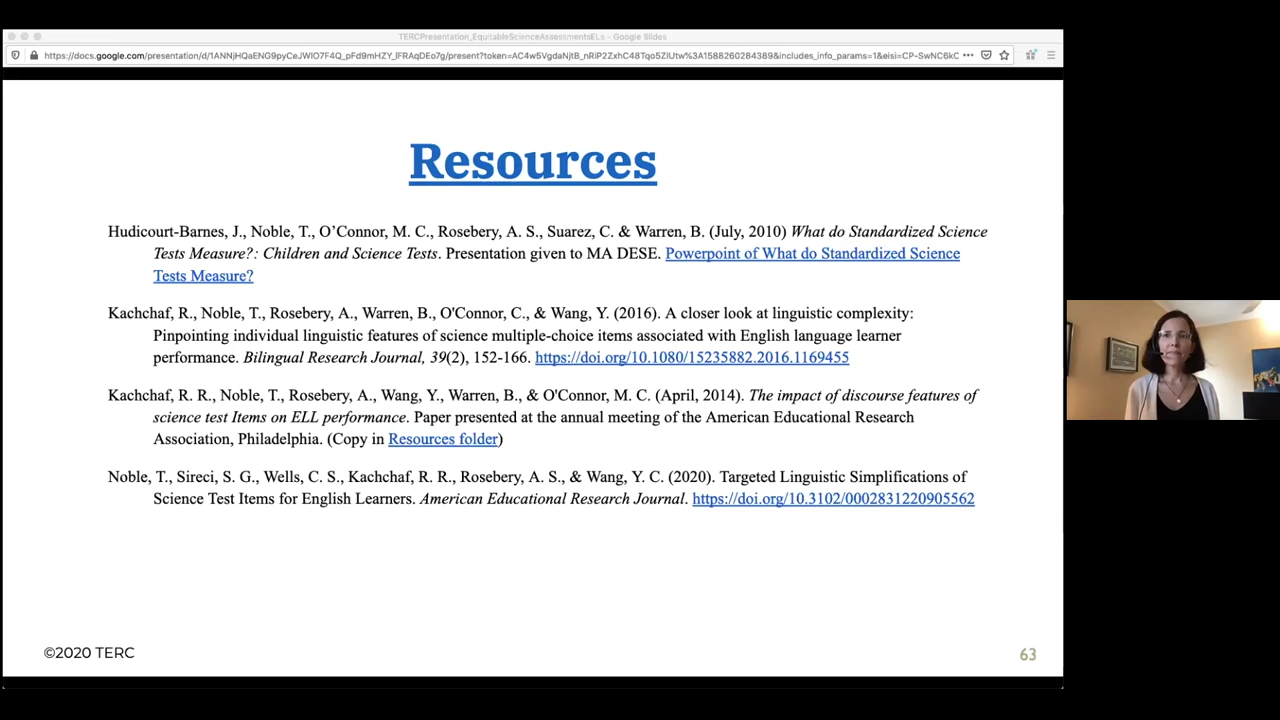 TERCPresentation_EquitableScienceAssessmentsELs – Google Slides
Resources
Hudicourt-Barnes, J., Noble, T., O’Connor, M. C., Rosebery, A. S., Suarez, C. & Warren, B. (July, 2010) What do Standardized Science
Tests Measure?: Children and Science Tests. Presentation given to MA DESE. Powerpoint of What do Standardized Science
Tests Measure?
Kachchaf, R., Noble, T., Rosebery, A., Warren, B., O'Connor, C., & Wang, Y. (2016). A closer look at linguistic complexity:
Pinpointing individual linguistic features of science multiple-choice items associated with English language learner
performance. Bilingual Research Journal, 39(2), 152-166. https://doi.org/10.1080/15235882.2016.1169455
Kachchaf, R. R., Noble, T., Rosebery, A., Wang, Y., Warren, B., & O'Connor, M. C. (April, 2014). The impact of discourse features of
science test Items on ELL performance. Paper presented at the annual meeting of the American Educational Research
Association, Philadelphia. (Copy in Resources folder)
Noble, T., Sireci, S. G., Wells, C. S., Kachchaf, R. R., Rosebery, A. S., & Wang, Y. C. (2020). Targeted Linguistic Simplifications of
Science Test Items for English Learners. American Educational Research Journal. https://doi.org/10.3102/0002831220905562
©2020 TERC
63